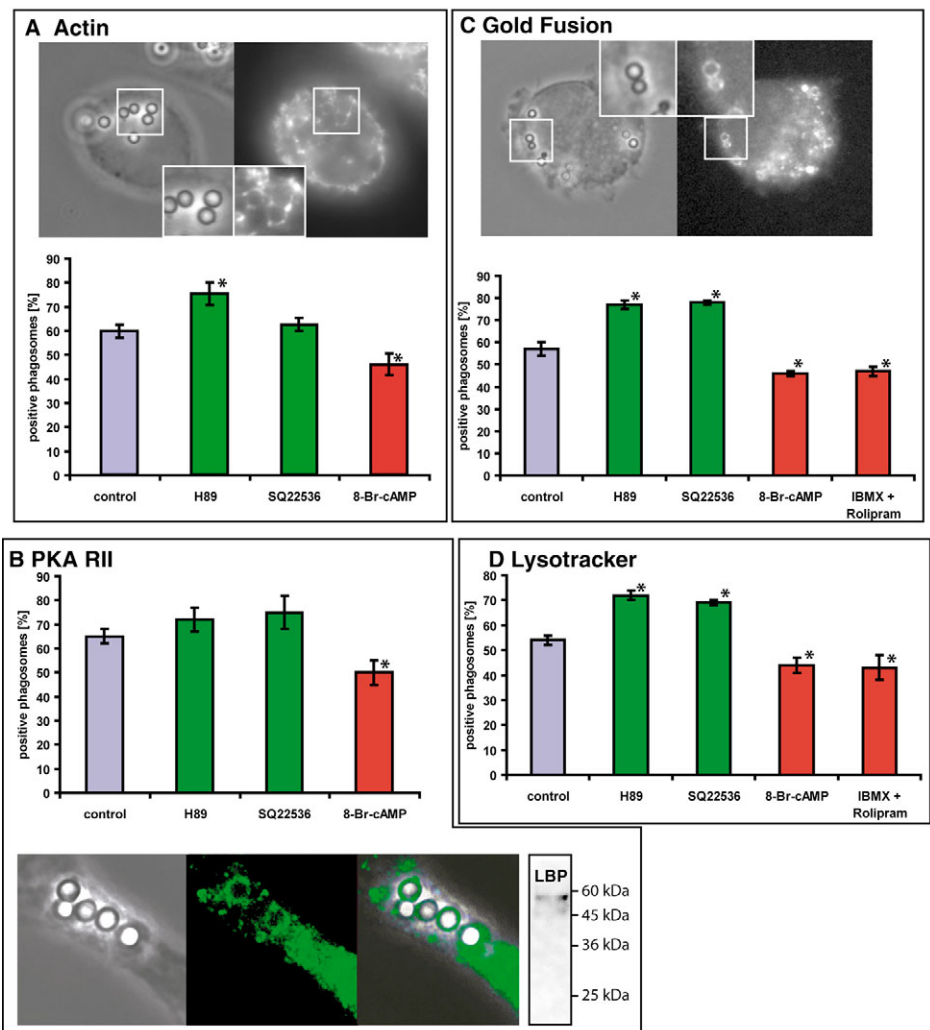 A Actin
90
80
70
60
50
40
30
20
10
0
positive phagosomes [%]
*
*
control H89 SQ22536 8-Br-cAMP
C Gold Fusion
90
80
70
60
50
40
30
20
10
0
positive phagosomes [%]
* * * *
control H89 SQ22536 8-Br-cAMP IBMX +
Rolipram
B PKA RII
90
80
70
60
50
40
30
20
10
0
positive phagosomes [%]
*
control H89 SQ22536 8-Br-cAMP
LBP
60 kDa
45 kDa
36 kDa
25 kDa
D Lysotracker
80
70
60
50
40
30
20
10
0
positive phagosomes [%]
* * * *
control H89 SQ22536 8-Br-cAMP IBMX +
Rolipram